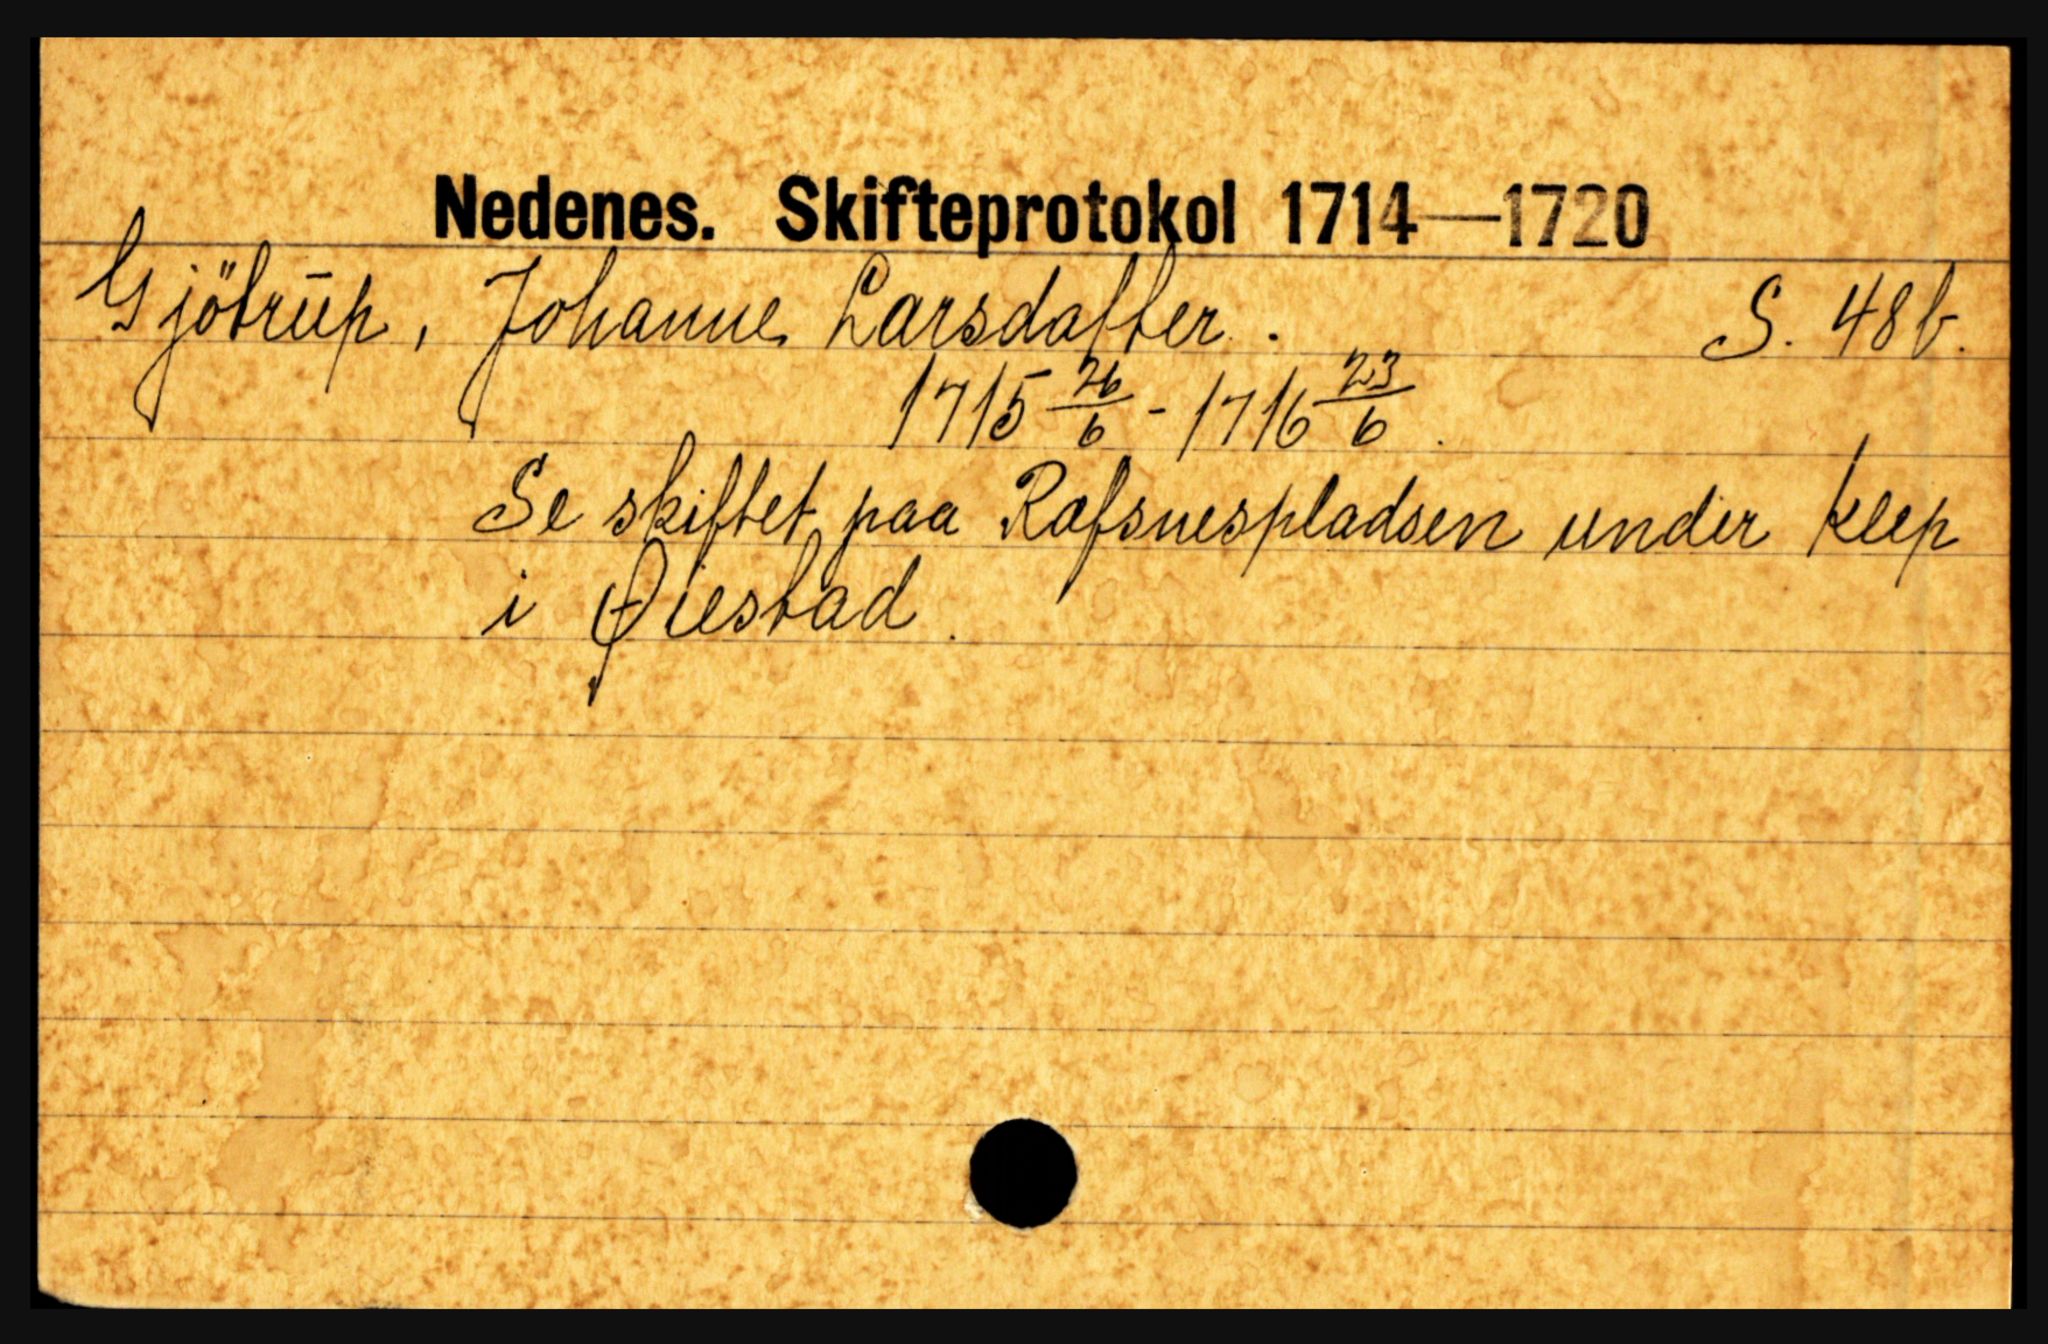 Nedenes. Skifteprotokol 1714—1720
Gjötrup, Johanne Larsdatter. S. 48b.
1715 26/6 - 1716 23/6.
Se skiftet paa Rafsnespladsen under Klep
i Øiestad.